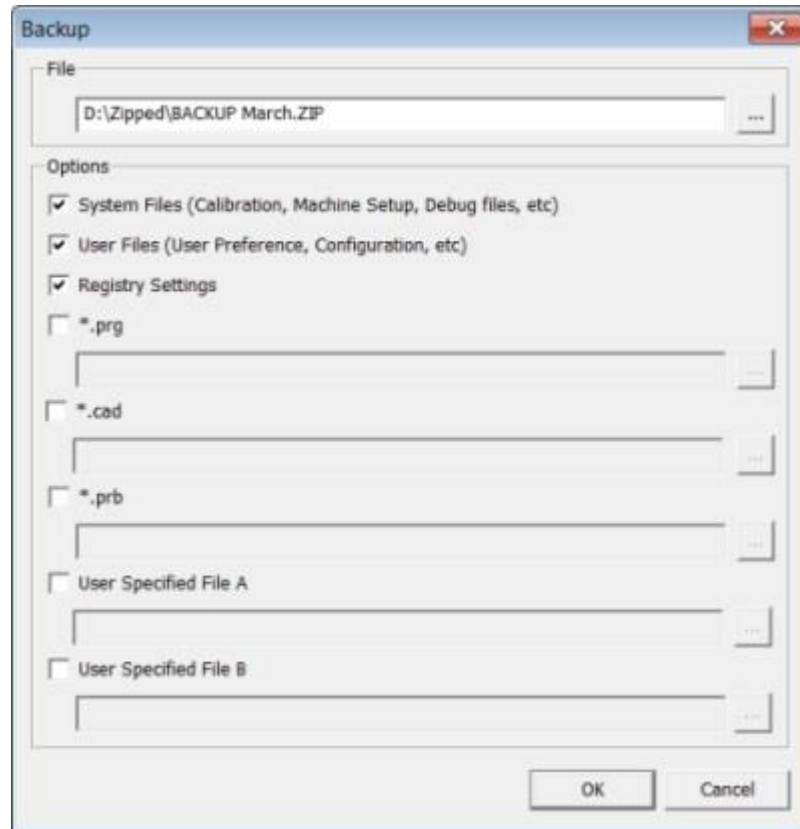 Backup
File
D:\Zipped\BACKUP March.ZIP
...
Options
System Files (Calibration, Machine Setup, Debug files, etc)
User Files (User Preference, Configuration, etc)
Registry Settings
*.prg
...
*.cad
...
*.prb
...
User Specified File A
...
User Specified File B
...
OK Cancel